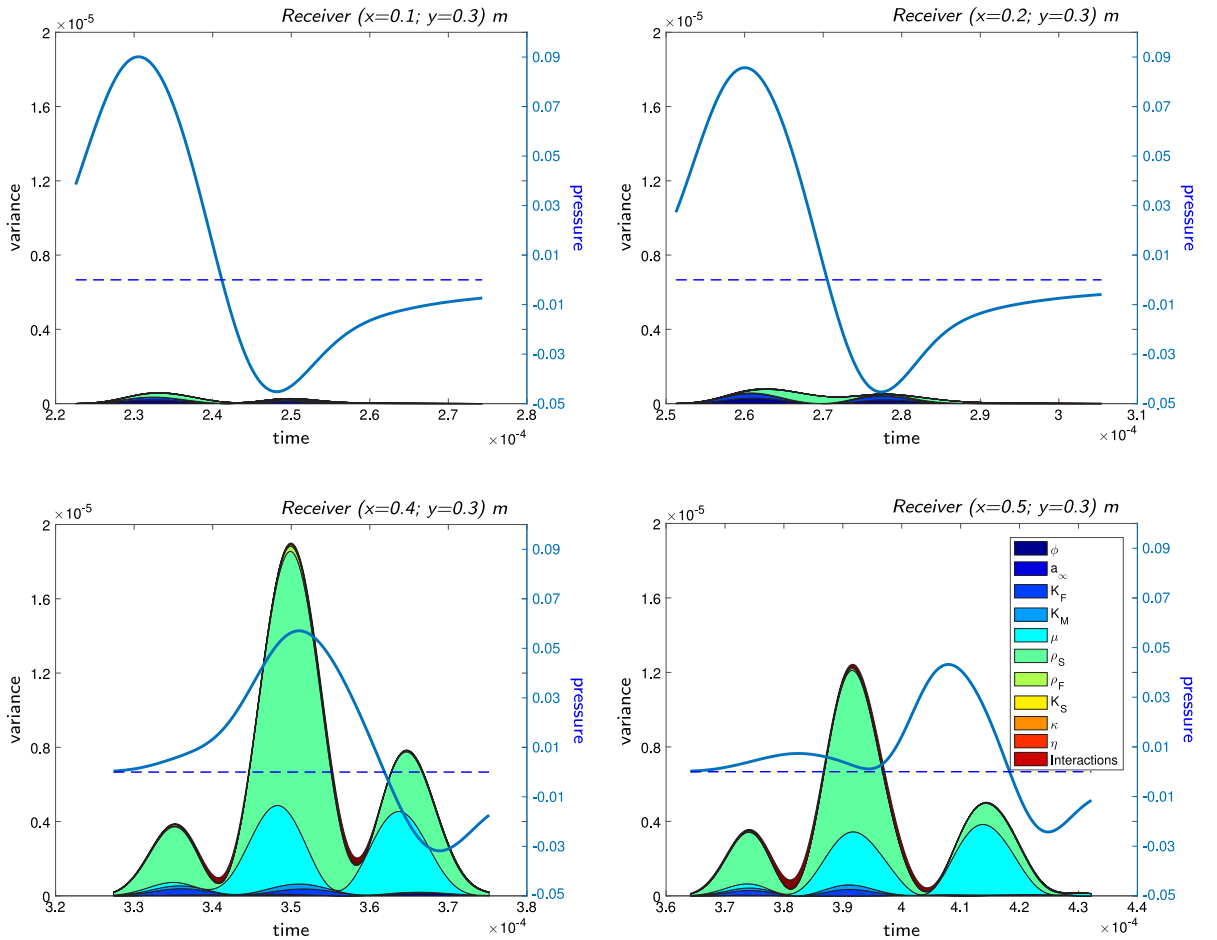 Receiver (x=0.1; y=0.3) m
×10⁻⁵
2
1.6
1.2
0.8
0.4
0
variance
0.09
0.07
0.05
0.03
0.01
-0.01
-0.03
-0.05
pressure
2.2 2.3 2.4 2.5 2.6 2.7 2.8
×10⁻⁴
time
Receiver (x=0.2; y=0.3) m
×10⁻⁵
2
1.6
1.2
0.8
0.4
0
variance
0.09
0.07
0.05
0.03
0.01
-0.01
-0.03
-0.05
pressure
2.5 2.6 2.7 2.8 2.9 3 3.1
×10⁻⁴
time
Receiver (x=0.4; y=0.3) m
×10⁻⁵
2
1.6
1.2
0.8
0.4
0
variance
0.09
0.07
0.05
0.03
0.01
-0.01
-0.03
-0.05
pressure
3.2 3.3 3.4 3.5 3.6 3.7 3.8
×10⁻⁴
time
Receiver (x=0.5; y=0.3) m
×10⁻⁵
2
1.6
1.2
0.8
0.4
0
variance
ϕ
a_∞
K_F
K_M
μ
ρ_S
ρ_F
K_S
κ
η
Interactions
0.09
0.07
0.05
0.03
0.01
-0.01
-0.03
-0.05
pressure
3.6 3.7 3.8 3.9 4 4.1 4.2 4.3 4.4
×10⁻⁴
time